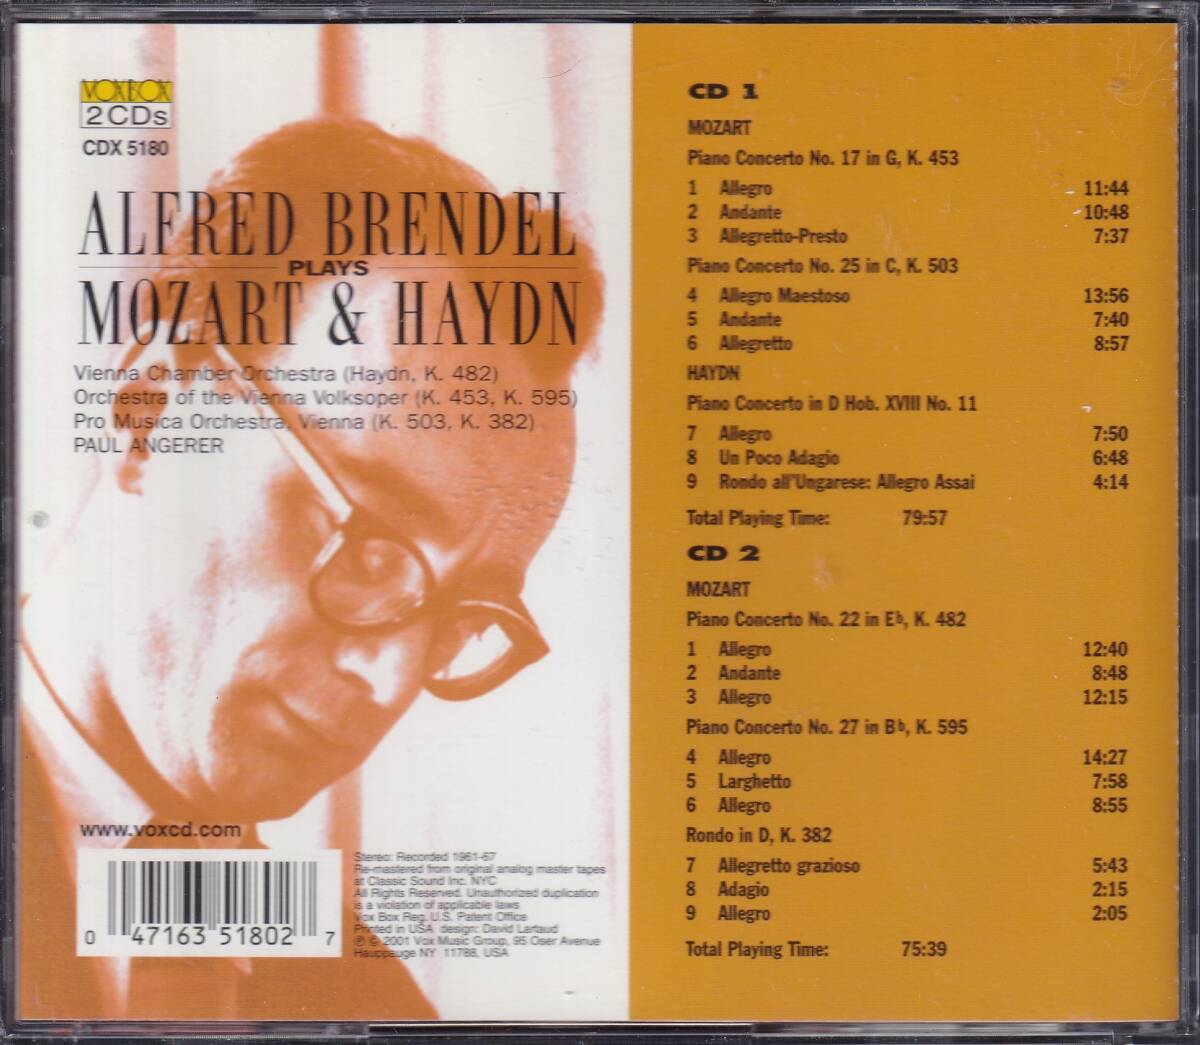 VOXBOX
2CDs
CDX 5180
ALFRED BRENDEL
PLAYS
MOZART & HAYDN
Vienna Chamber Orchestra (Haydn, K. 482)
Orchestra of the Vienna Volksoper (K. 453, K. 595)
Pro Musica Orchestra, Vienna (K. 503, K. 382)
PAUL ANGERER
www.voxcd.com
0 47163 51802 7
Stereo: Recorded 1961-67
Re-mastered from original analog master tapes
at Classic Sound Inc. NYC
All Rights Reserved. Unauthorized duplication
is a violation of applicable laws
Vox Box Reg. U.S. Patent Office
Printed in USA design: David Lartaud
℗ © 2001 Vox Music Group, 95 Oser Avenue
Hauppauge NY 11788, USA
CD 1
MOZART
Piano Concerto No. 17 in G, K. 453
1 Allegro 11:44
2 Andante 10:48
3 Allegretto-Presto 7:37
Piano Concerto No. 25 in C, K. 503
4 Allegro Maestoso 13:56
5 Andante 7:40
6 Allegretto 8:57
HAYDN
Piano Concerto in D Hob. XVIII No. 11
7 Allegro 7:50
8 Un Poco Adagio 6:48
9 Rondo all'Ungarese: Allegro Assai 4:14
Total Playing Time: 79:57
CD 2
MOZART
Piano Concerto No. 22 in E♭, K. 482
1 Allegro 12:40
2 Andante 8:48
3 Allegro 12:15
Piano Concerto No. 27 in B♭, K. 595
4 Allegro 14:27
5 Larghetto 7:58
6 Allegro 8:55
Rondo in D, K. 382
7 Allegretto grazioso 5:43
8 Adagio 2:15
9 Allegro 2:05
Total Playing Time: 75:39